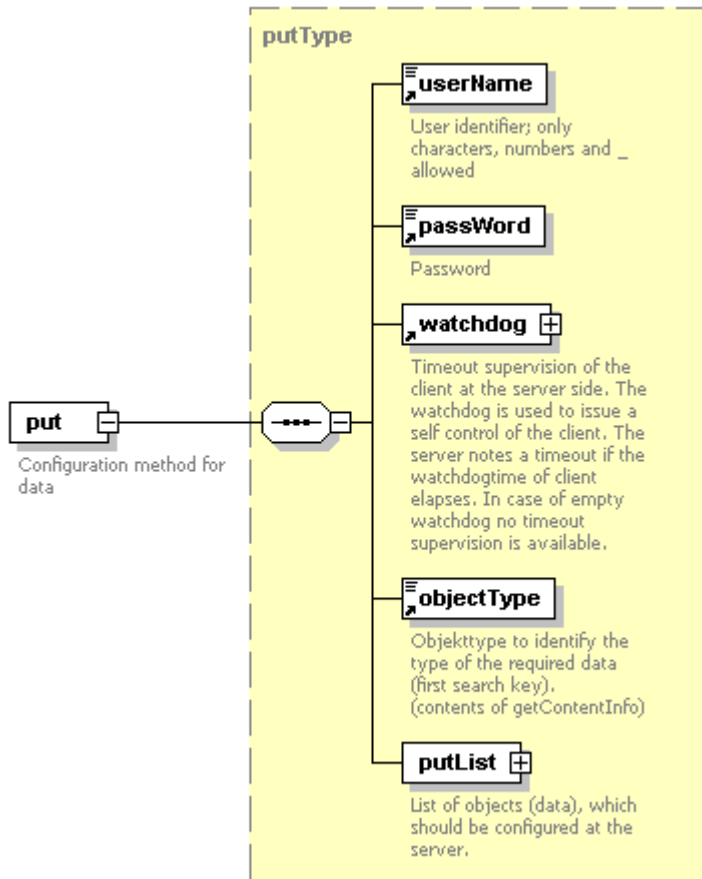 putType
userName
User identifier; only
characters, numbers and _
allowed
passWord
Password
watchdog
Timeout supervision of the
client at the server side. The
watchdog is used to issue a
self control of the client. The
server notes a timeout if the
watchdogtime of client
elapses. In case of empty
watchdog no timeout
supervision is available.
put
Configuration method for
data
objectType
Objekttype to identify the
type of the required data
(first search key).
(contents of getContentInfo)
putList
List of objects (data), which
should be configured at the
server.